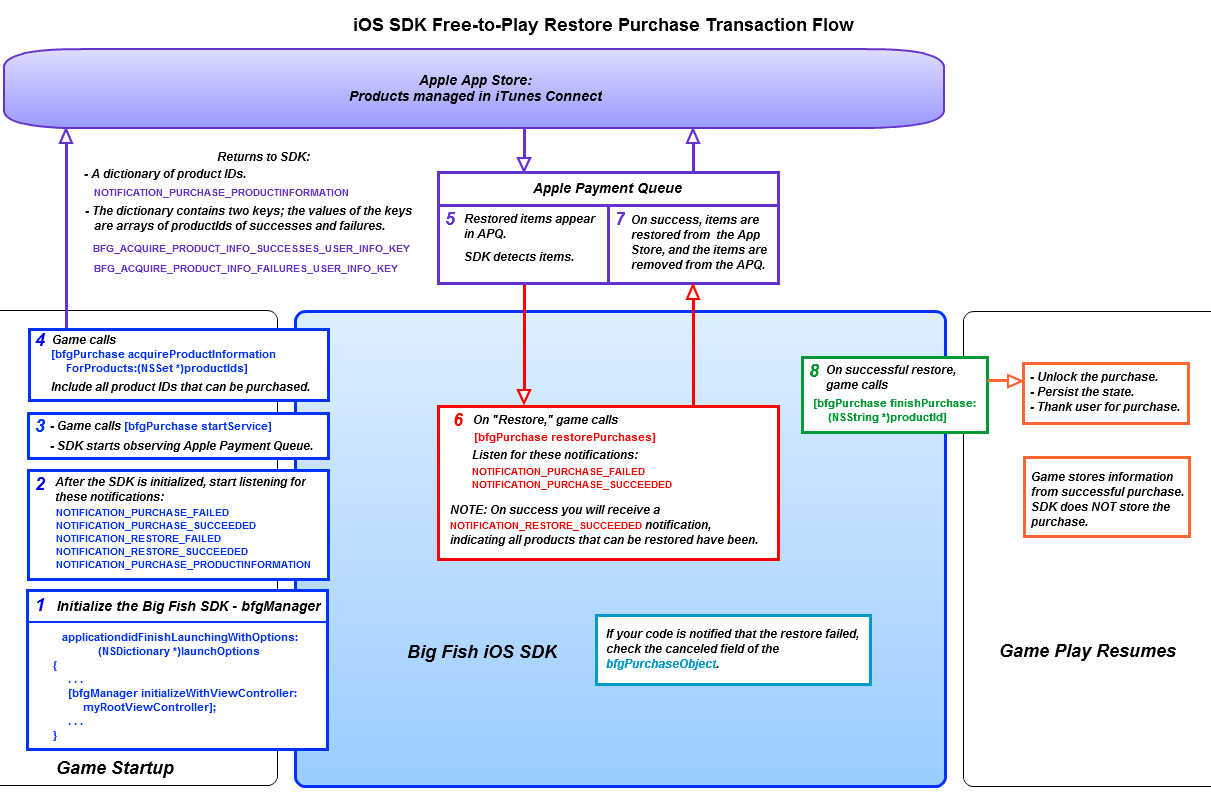 iOS SDK Free-to-Play Restore Purchase Transaction Flow
Apple App Store:
Products managed in iTunes Connect
Returns to SDK:
- A dictionary of product IDs.
NOTIFICATION_PURCHASE_PRODUCTINFORMATION
- The dictionary contains two keys; the values of the keys
are arrays of productIds of successes and failures.
BFG_ACQUIRE_PRODUCT_INFO_SUCCESSES_USER_INFO_KEY
BFG_ACQUIRE_PRODUCT_INFO_FAILURES_USER_INFO_KEY
Apple Payment Queue
5 Restored items appear
in APQ.
SDK detects items.
7 On success, items are
restored from the App
Store, and the items are
removed from the APQ.
4 Game calls
[bfgPurchase acquireProductInformation
ForProducts:(NSSet *)productIds]
Include all product IDs that can be purchased.
3 - Game calls [bfgPurchase startService]
- SDK starts observing Apple Payment Queue.
2 After the SDK is initialized, start listening for
these notifications:
NOTIFICATION_PURCHASE_FAILED
NOTIFICATION_PURCHASE_SUCCEEDED
NOTIFICATION_RESTORE_FAILED
NOTIFICATION_RESTORE_SUCCEEDED
NOTIFICATION_PURCHASE_PRODUCTINFORMATION
1 Initialize the Big Fish SDK - bfgManager
applicationdidFinishLaunchingWithOptions:
(NSDictionary *)launchOptions
{
. . .
[bfgManager initializeWithViewController:
myRootViewController];
. . .
}
Game Startup
6 On "Restore," game calls
[bfgPurchase restorePurchases]
Listen for these notifications:
NOTIFICATION_PURCHASE_FAILED
NOTIFICATION_PURCHASE_SUCCEEDED
NOTE: On success you will receive a
NOTIFICATION_RESTORE_SUCCEEDED notification,
indicating all products that can be restored have been.
Big Fish iOS SDK
If your code is notified that the restore failed,
check the canceled field of the
bfgPurchaseObject.
8 On successful restore,
game calls
[bfgPurchase finishPurchase:
(NSString *)productId]
- Unlock the purchase.
- Persist the state.
- Thank user for purchase.
Game stores information
from successful purchase.
SDK does NOT store the
purchase.
Game Play Resumes